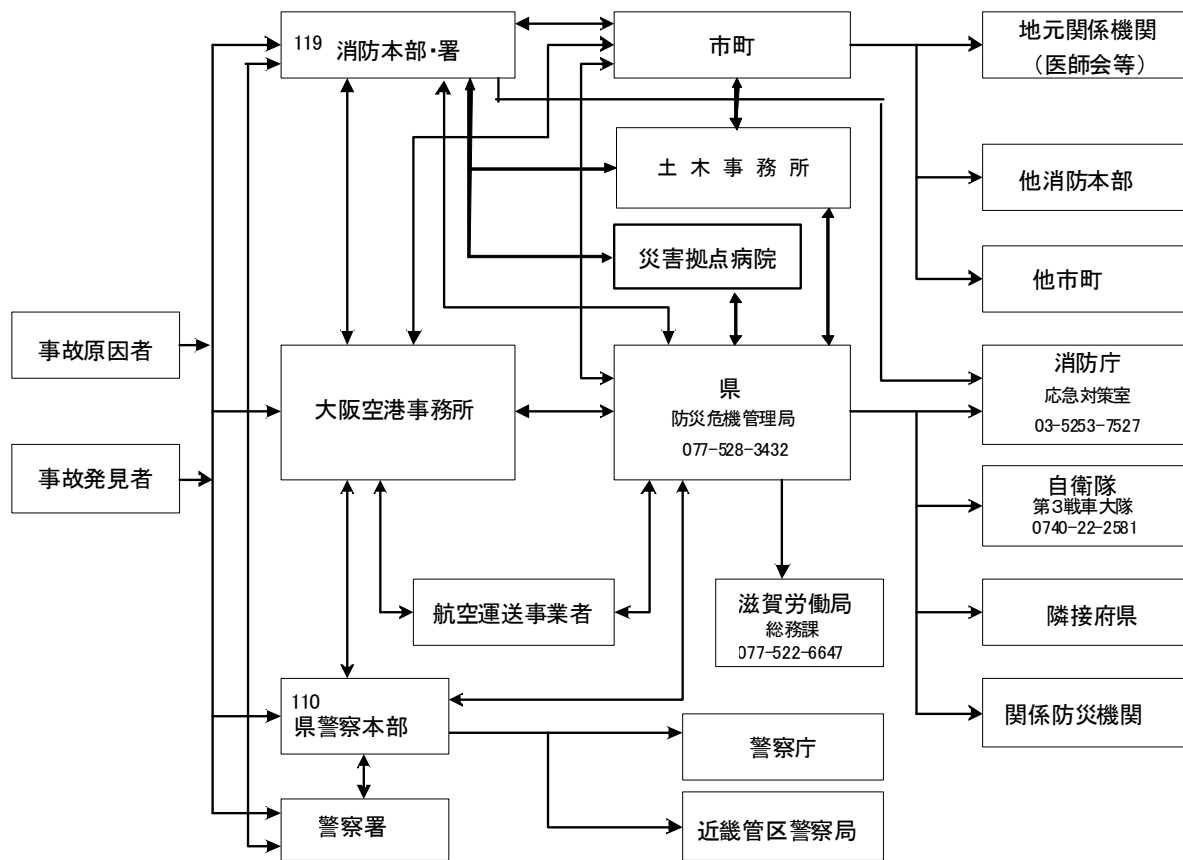 119
消防本部・署
市町
地元関係機関
（医師会等）
土木事務所
他消防本部
災害拠点病院
他市町
事故原因者
大阪空港事務所
県
防災危機管理局
077-528-3432
消防庁
応急対策室
03-5253-7527
事故発見者
自衛隊
第3戦車大隊
0740-22-2581
航空運送事業者
滋賀労働局
総務課
077-522-6647
隣接府県
110
県警察本部
関係防災機関
警察庁
警察署
近畿管区警察局